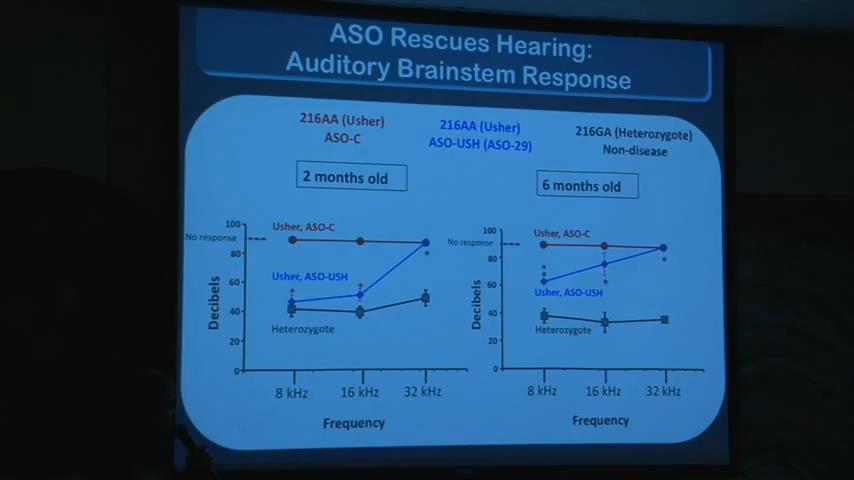 ASO Rescues Hearing:
Auditory Brainstem Response
216AA (Usher)
ASO-C
216AA (Usher)
ASO-USH (ASO-29)
216GA (Heterozygote)
Non-disease
2 months old
6 months old
100
Usher, ASO-C
No response
80
60
Usher, ASO-USH
40
Heterozygote
20
0
Decibels
8 kHz
16 kHz
32 kHz
Frequency
100
Usher, ASO-C
No response
80
60
Usher, ASO-USH
40
Heterozygote
20
0
Decibels
8 kHz
16 kHz
32 kHz
Frequency